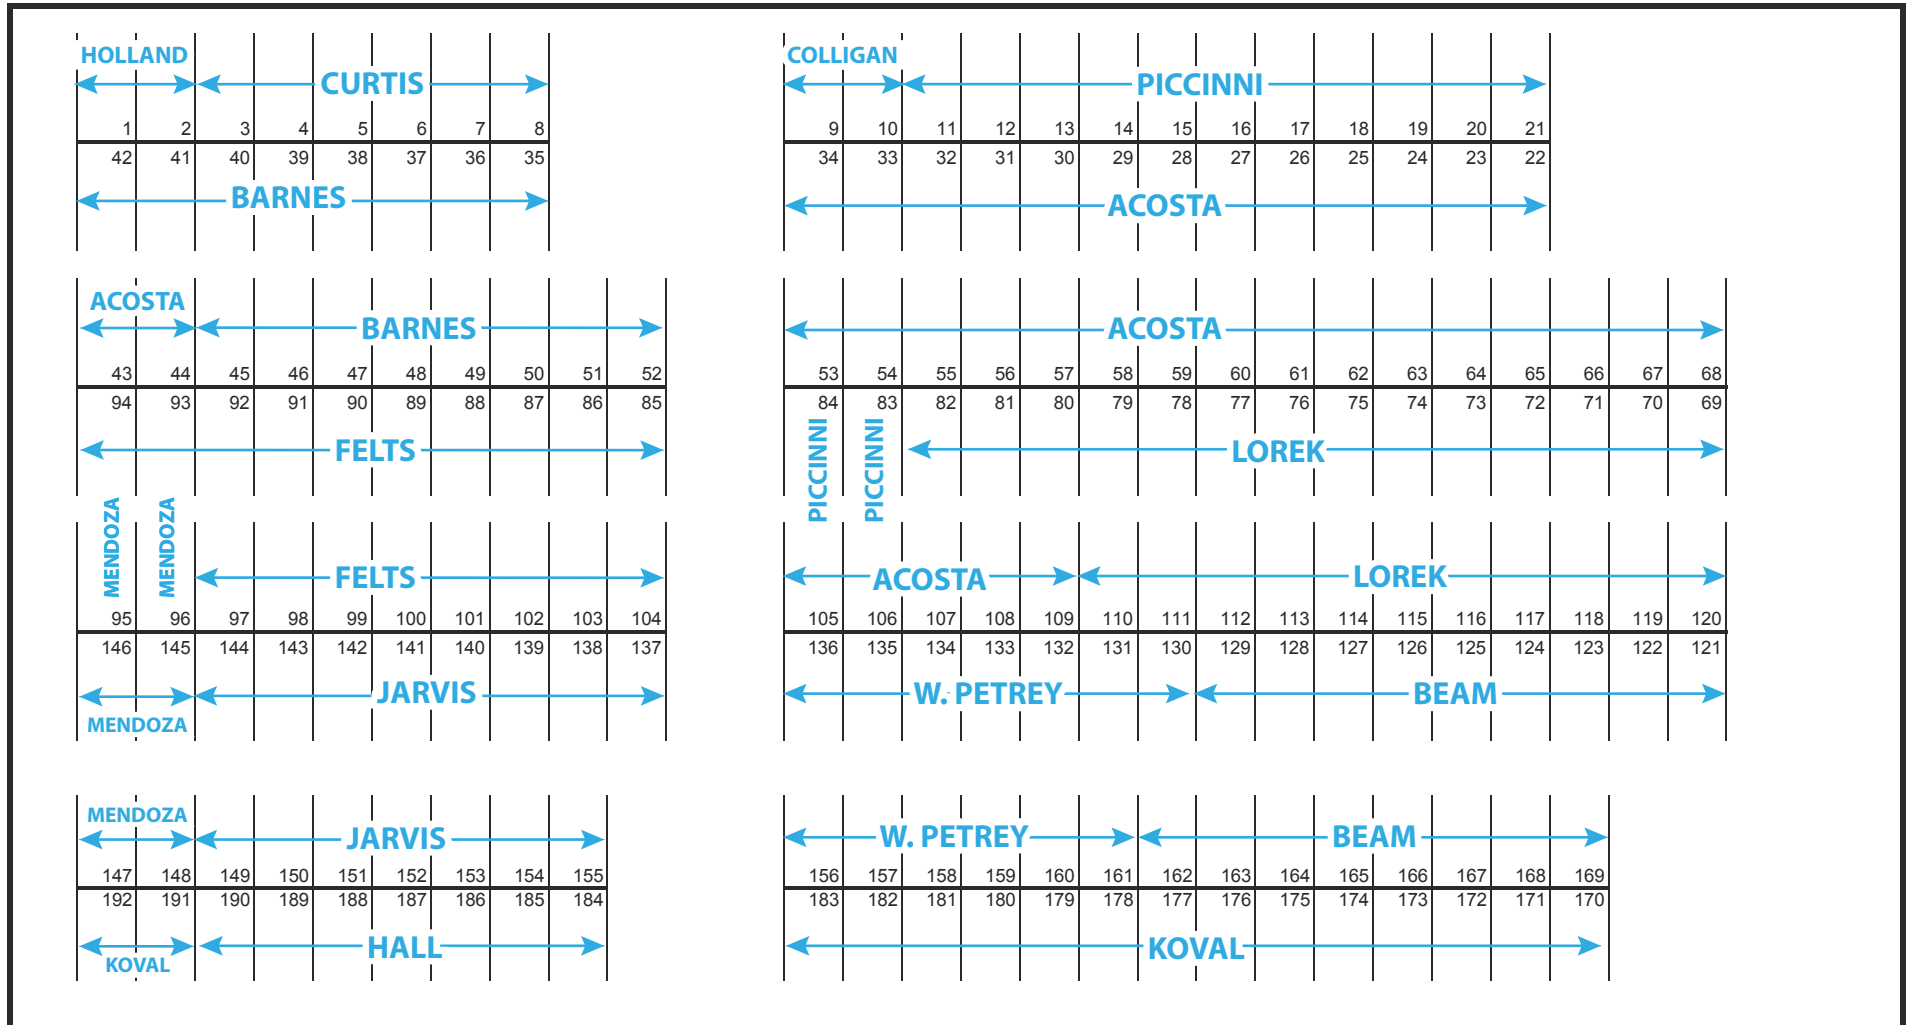 HOLLAND
CURTIS
1 2 3 4 5 6 7 8
42 41 40 39 38 37 36 35
BARNES
COLLIGAN
PICCINNI
9 10 11 12 13 14 15 16 17 18 19 20 21
34 33 32 31 30 29 28 27 26 25 24 23 22
ACOSTA
ACOSTA
BARNES
43 44 45 46 47 48 49 50 51 52
94 93 92 91 90 89 88 87 86 85
FELTS
ACOSTA
53 54 55 56 57 58 59 60 61 62 63 64 65 66 67 68
84 83 82 81 80 79 78 77 76 75 74 73 72 71 70 69
PICCINNI
PICCINNI
LOREK
MENDOZA
MENDOZA
FELTS
95 96 97 98 99 100 101 102 103 104
146 145 144 143 142 141 140 139 138 137
MENDOZA
JARVIS
ACOSTA
LOREK
105 106 107 108 109 110 111 112 113 114 115 116 117 118 119 120
136 135 134 133 132 131 130 129 128 127 126 125 124 123 122 121
W. PETREY
BEAM
MENDOZA
JARVIS
147 148 149 150 151 152 153 154 155
192 191 190 189 188 187 186 185 184
KOVAL
HALL
W. PETREY
BEAM
156 157 158 159 160 161 162 163 164 165 166 167 168 169
183 182 181 180 179 178 177 176 175 174 173 172 171 170
KOVAL